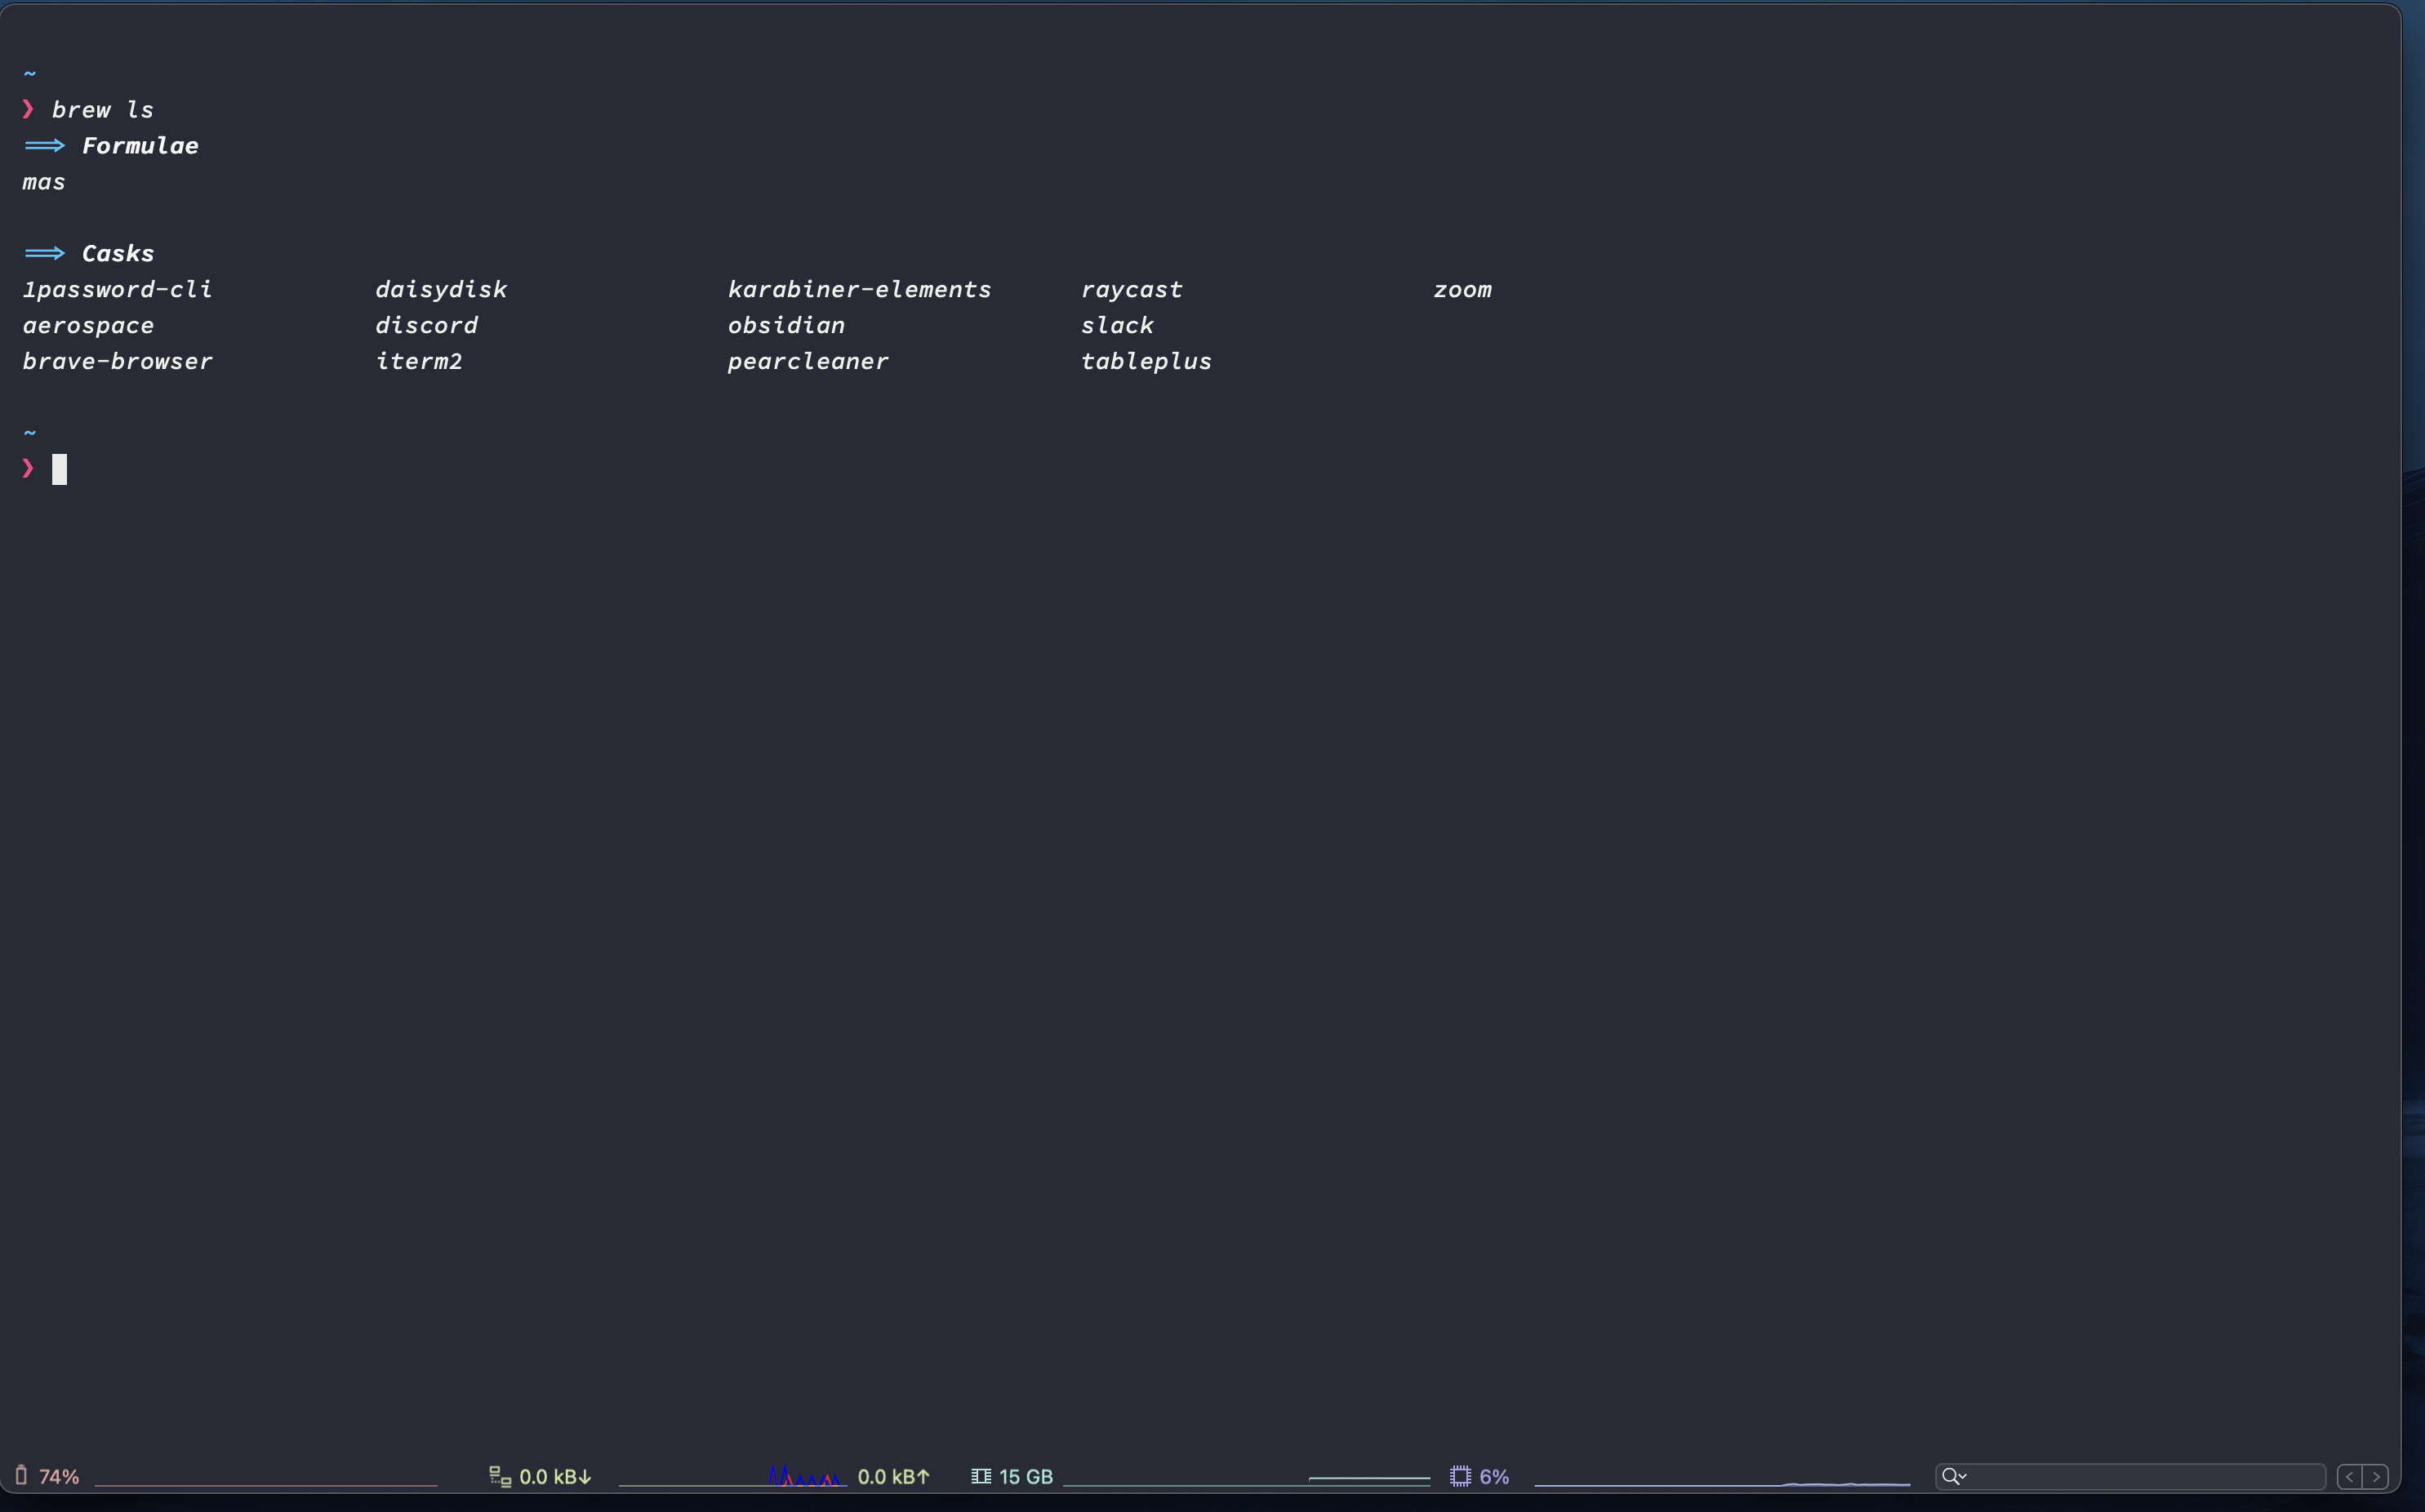 ~
❯ brew ls
==> Formulae
mas
==> Casks
1password-cli daisydisk karabiner-elements raycast zoom
aerospace discord obsidian slack
brave-browser iterm2 pearcleaner tableplus
~
❯
74% 0.0 kB↓ 0.0 kB↑ 15 GB 6%